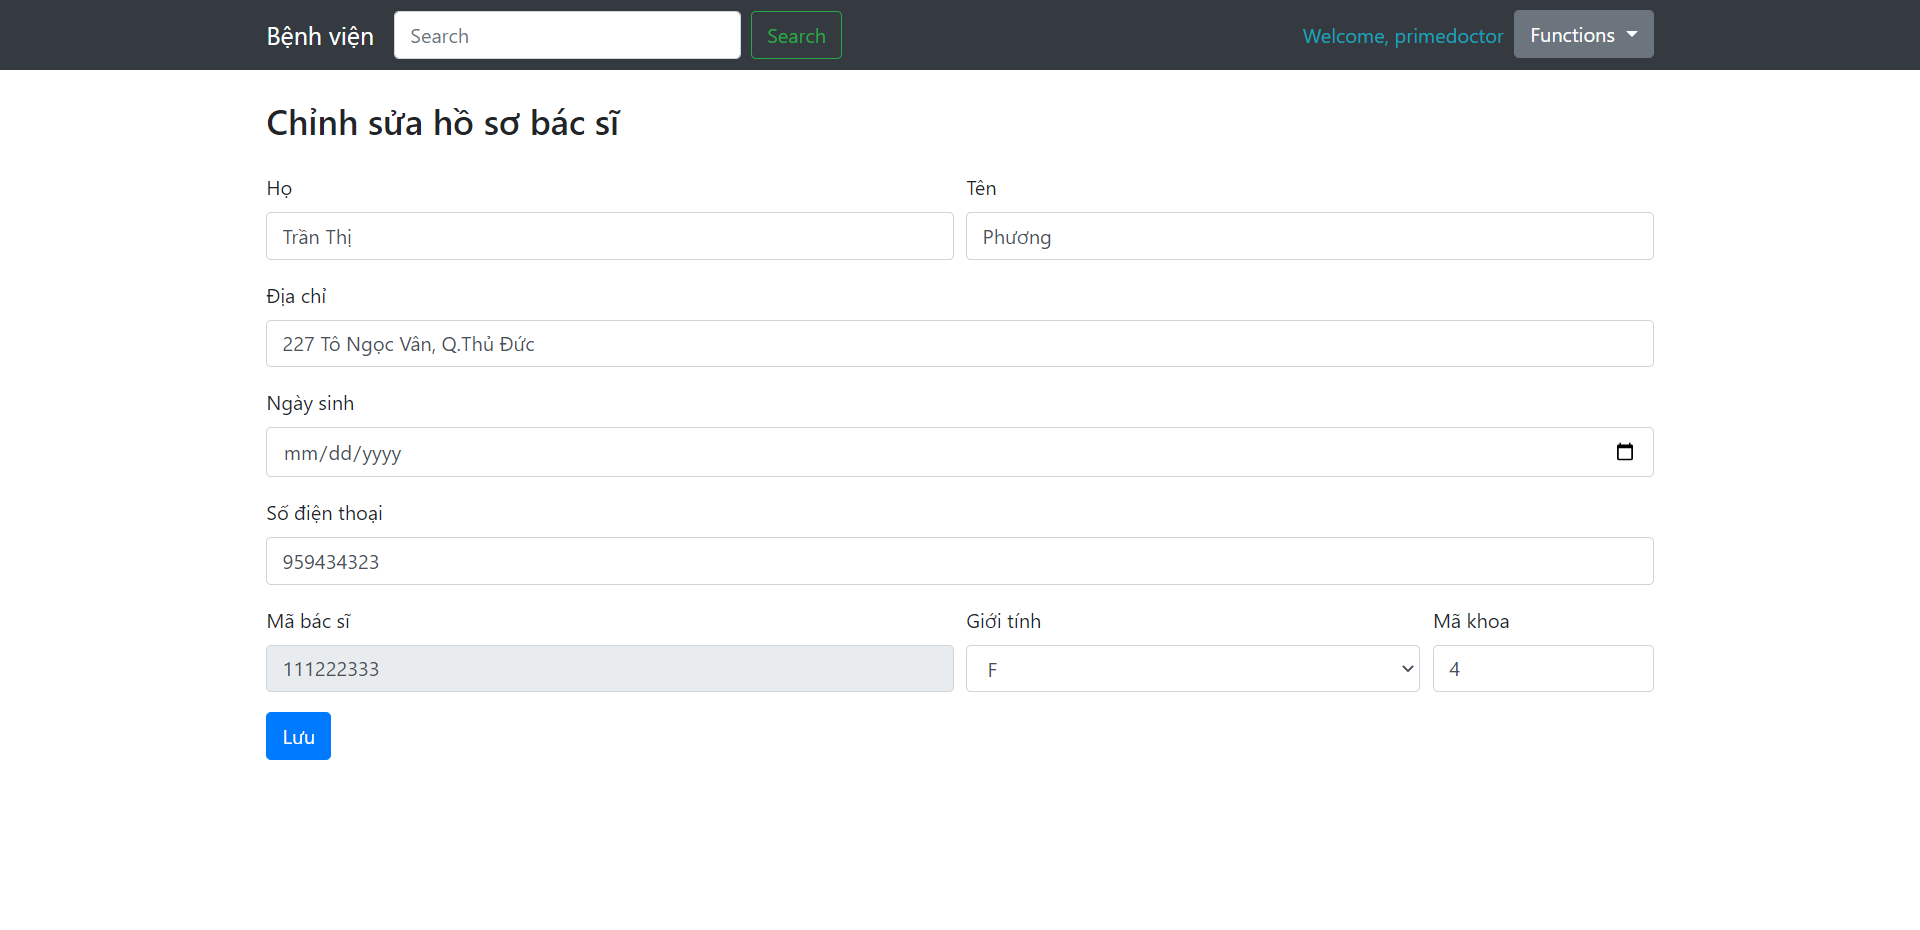 Bệnh viện Search Search Welcome, primedoctor Functions
Chỉnh sửa hồ sơ bác sĩ
Họ Tên
Trần Thị Phương
Địa chỉ
227 Tô Ngọc Vân, Q.Thủ Đức
Ngày sinh
mm/dd/yyyy
Số điện thoại
959434323
Mã bác sĩ Giới tính Mã khoa
111222333 F 4
Lưu